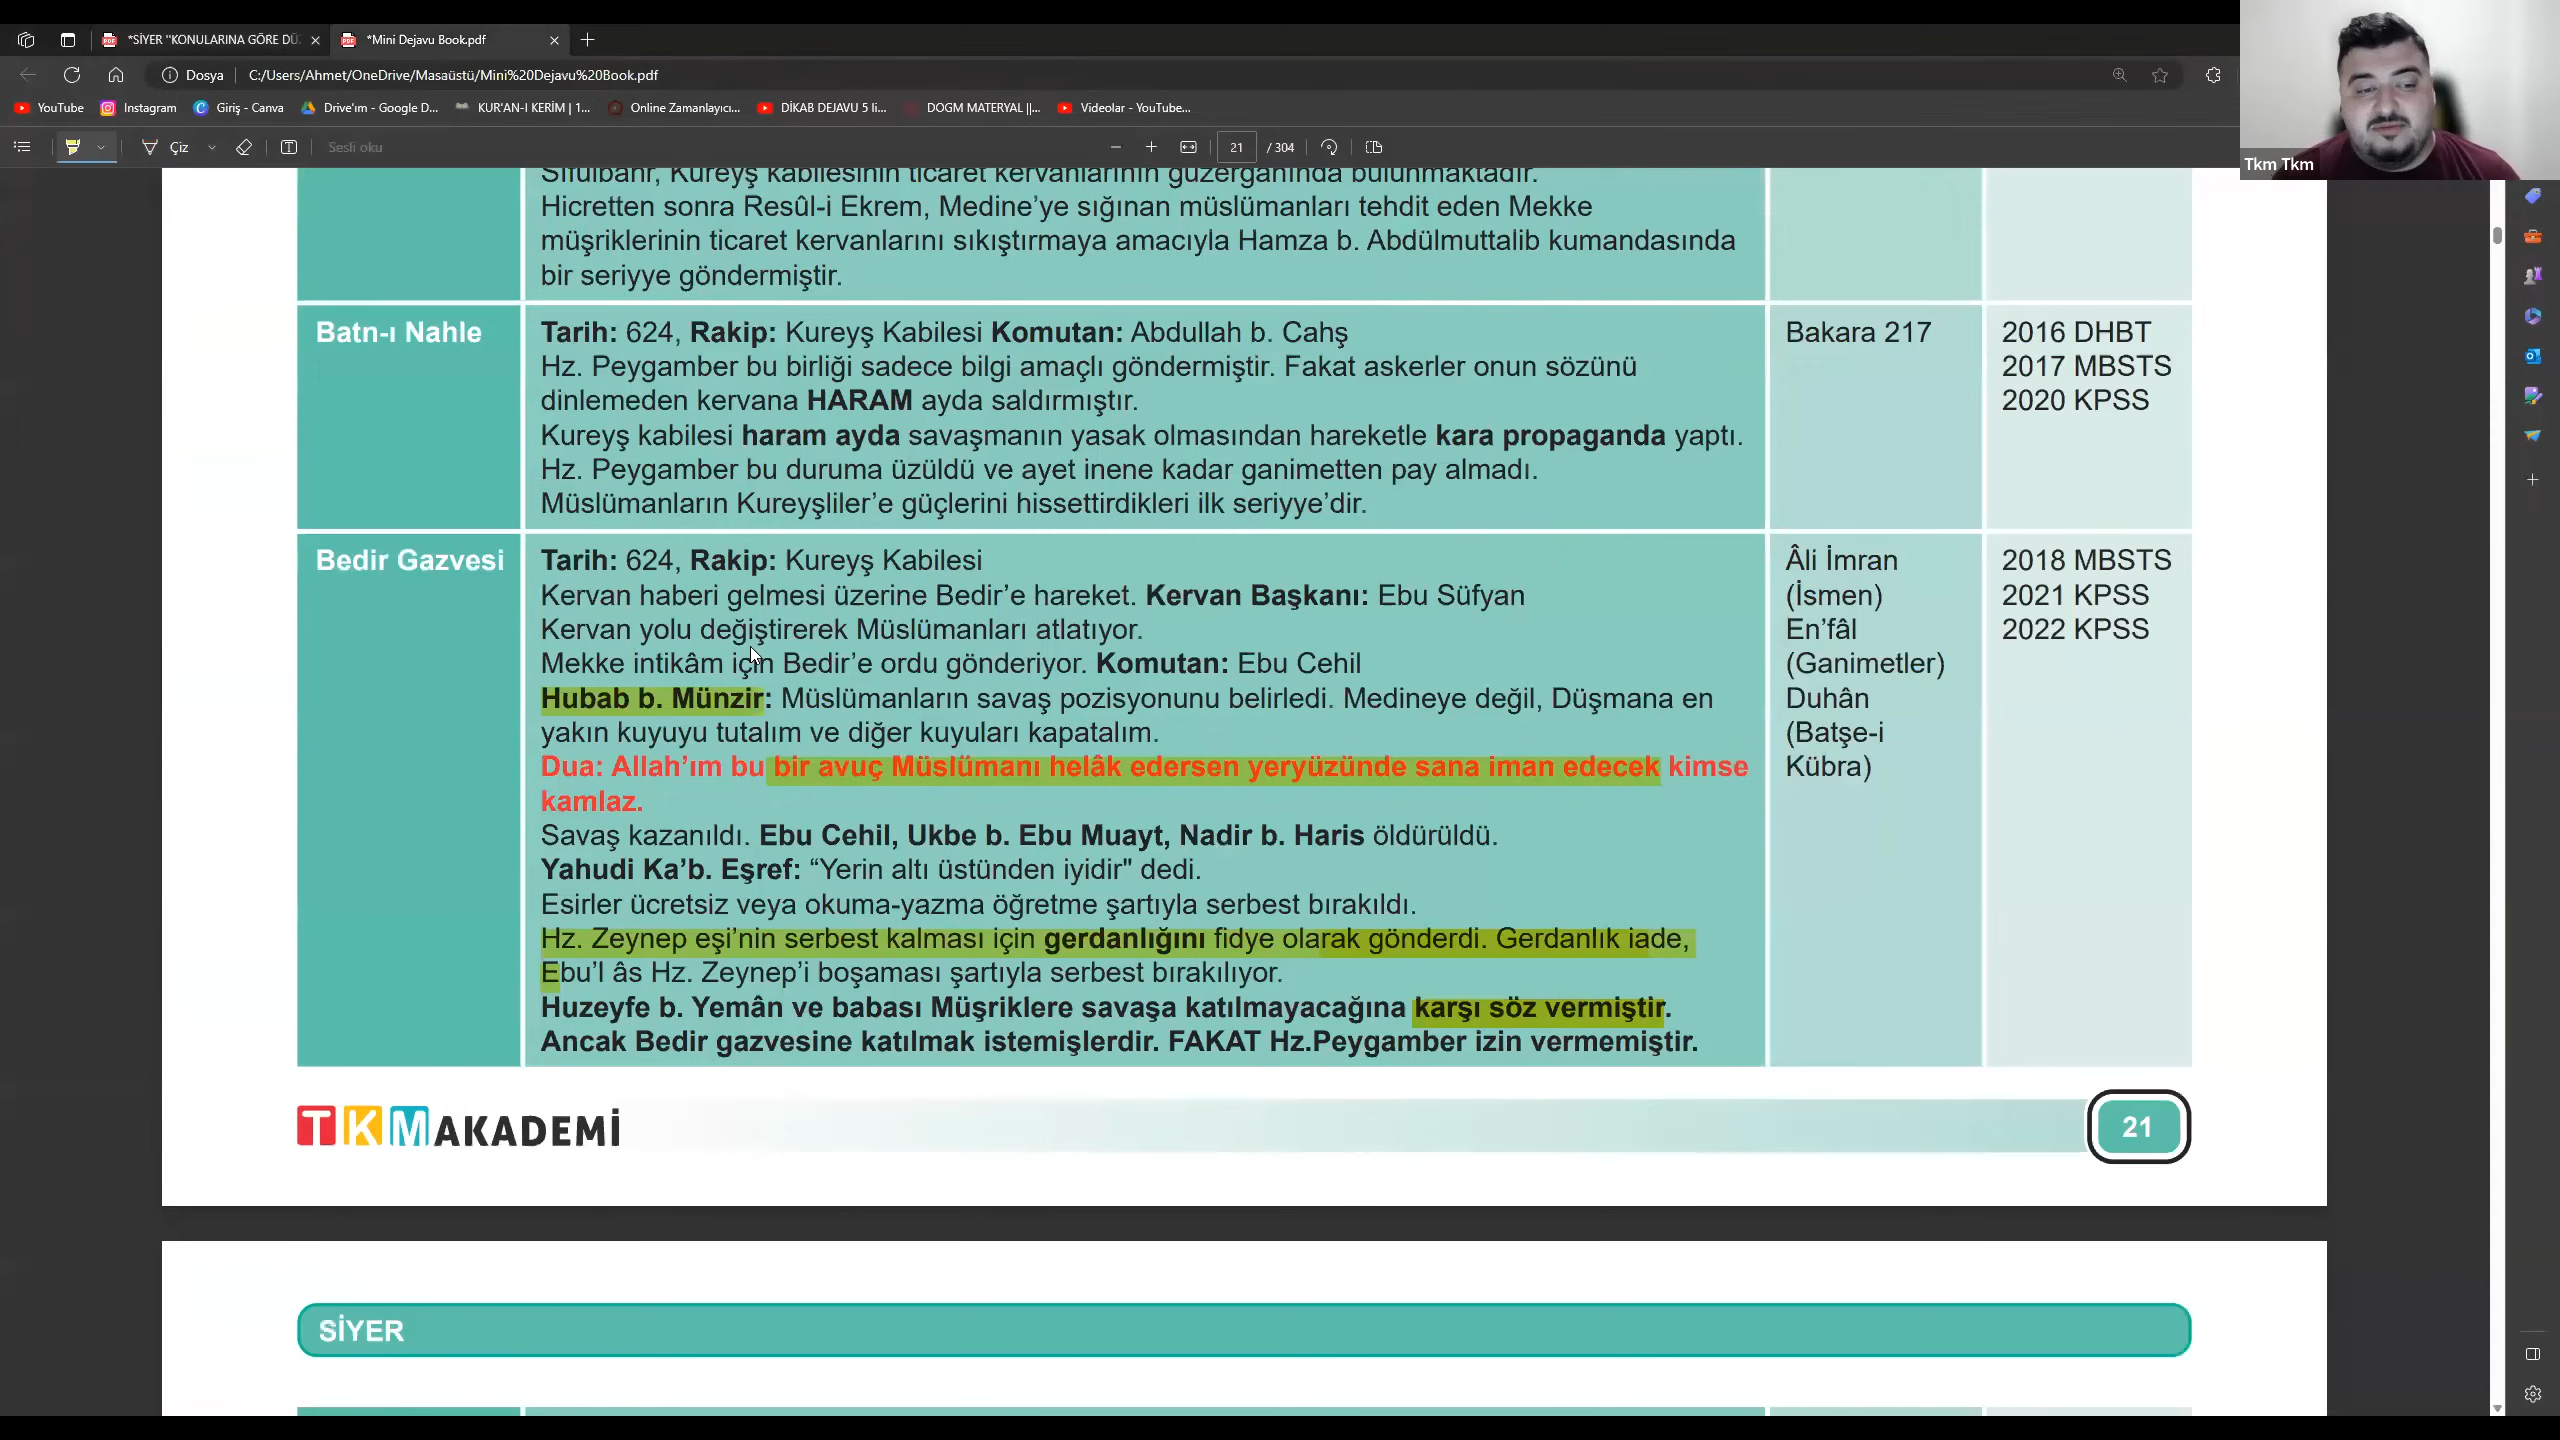 *SİYER "KONULARINA GÖRE DÜ
*Mini Dejavu Book.pdf
Dosya
C:/Users/Ahmet/OneDrive/Masaüstü/Mini%20Dejavu%20Book.pdf
YouTube
Instagram
Giriş - Canva
Drive'ım - Google D...
KUR'AN-I KERİM | 1...
Online Zamanlayıcı...
DİKAB DEJAVU 5 li...
DOGM MATERYAL ||...
Videolar - YouTube...
Çiz
Sesli oku
21 / 304
Tkm Tkm
Sîfülbahr, Kureyş kabilesinin ticaret kervanlarının güzergahında bulunmaktadır.
Hicretten sonra Resûl-i Ekrem, Medine’ye sığınan müslümanları tehdit eden Mekke
müşriklerinin ticaret kervanlarını sıkıştırmaya amacıyla Hamza b. Abdülmuttalib kumandasında
bir seriyye göndermiştir.
Batn-ı Nahle
Tarih: 624, Rakip: Kureyş Kabilesi Komutan: Abdullah b. Cahş
Hz. Peygamber bu birliği sadece bilgi amaçlı göndermiştir. Fakat askerler onun sözünü
dinlemeden kervana HARAM ayda saldırmıştır.
Kureyş kabilesi haram ayda savaşmanın yasak olmasından hareketle kara propaganda yaptı.
Hz. Peygamber bu duruma üzüldü ve ayet inene kadar ganimetten pay almadı.
Müslümanların Kureyşliler’e güçlerini hissettirdikleri ilk seriyye’dir.
Bakara 217
2016 DHBT
2017 MBSTS
2020 KPSS
Bedir Gazvesi
Tarih: 624, Rakip: Kureyş Kabilesi
Kervan haberi gelmesi üzerine Bedir’e hareket. Kervan Başkanı: Ebu Süfyan
Kervan yolu değiştirerek Müslümanları atlatıyor.
Mekke intikâm için Bedir’e ordu gönderiyor. Komutan: Ebu Cehil
Hubab b. Münzir: Müslümanların savaş pozisyonunu belirledi. Medineye değil, Düşmana en
yakın kuyuyu tutalım ve diğer kuyuları kapatalım.
Dua: Allah’ım bu bir avuç Müslümanı helâk edersen yeryüzünde sana iman edecek kimse
kamlaz.
Savaş kazanıldı. Ebu Cehil, Ukbe b. Ebu Muayt, Nadir b. Haris öldürüldü.
Yahudi Ka’b. Eşref: “Yerin altı üstünden iyidir" dedi.
Esirler ücretsiz veya okuma-yazma öğretme şartıyla serbest bırakıldı.
Hz. Zeynep eşi’nin serbest kalması için gerdanlığını fidye olarak gönderdi. Gerdanlık iade,
Ebu’l âs Hz. Zeynep’i boşaması şartıyla serbest bırakılıyor.
Huzeyfe b. Yemân ve babası Müşriklere savaşa katılmayacağına karşı söz vermiştir.
Ancak Bedir gazvesine katılmak istemişlerdir. FAKAT Hz.Peygamber izin vermemiştir.
Âli İmran
(İsmen)
En’fâl
(Ganimetler)
Duhân
(Batşe-i
Kübra)
2018 MBSTS
2021 KPSS
2022 KPSS
TKM AKADEMİ
21
SİYER